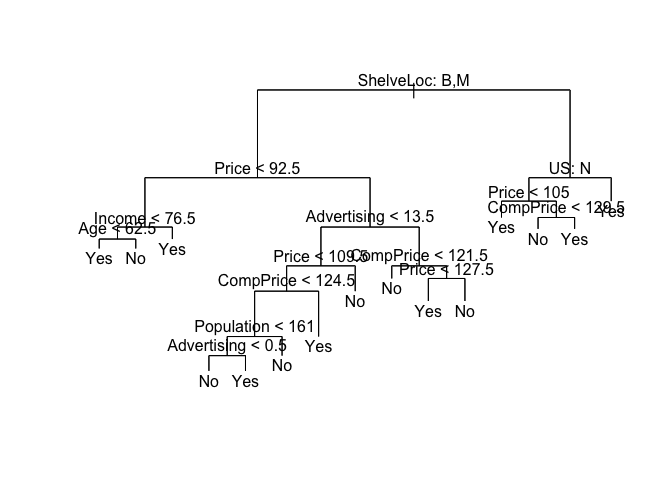 ShelveLoc: B,M
Price < 92.5
US: N
Price < 105
CompPrice < 129.5
Yes
Income < 76.5
Age < 62.5
Advertising < 13.5
Yes
No
Yes
Yes
No
Yes
Price < 109.5
CompPrice < 121.5
Price < 127.5
CompPrice < 124.5
No
No
Yes
No
Population < 161
Yes
Advertising < 0.5
No
No
Yes